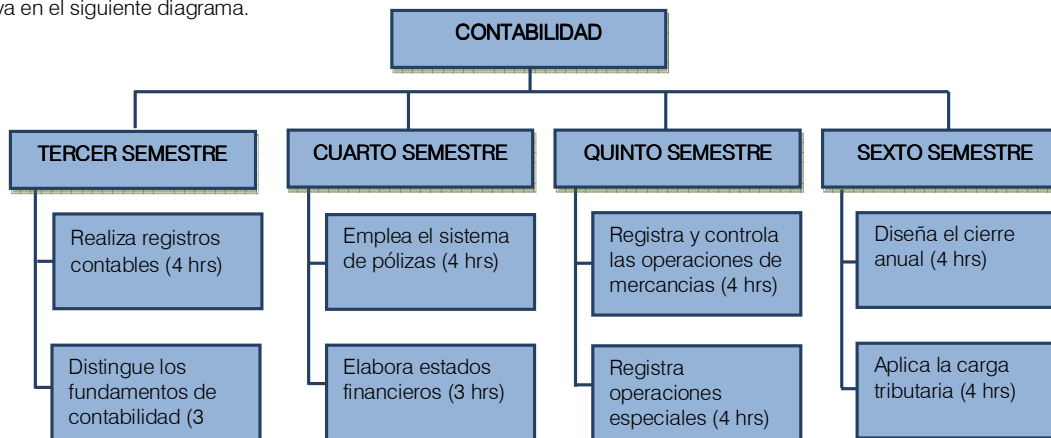 va en el siguiente diagrama.
CONTABILIDAD
TERCER SEMESTRE
Realiza registros
contables (4 hrs)
Distingue los
fundamentos de
contabilidad (3
CUARTO SEMESTRE
Emplea el sistema
de pólizas (4 hrs)
Elabora estados
financieros (3 hrs)
QUINTO SEMESTRE
Registra y controla
las operaciones de
mercancias (4 hrs)
Registra
operaciones
especiales (4 hrs)
SEXTO SEMESTRE
Diseña el cierre
anual (4 hrs)
Aplica la carga
tributaria (4 hrs)